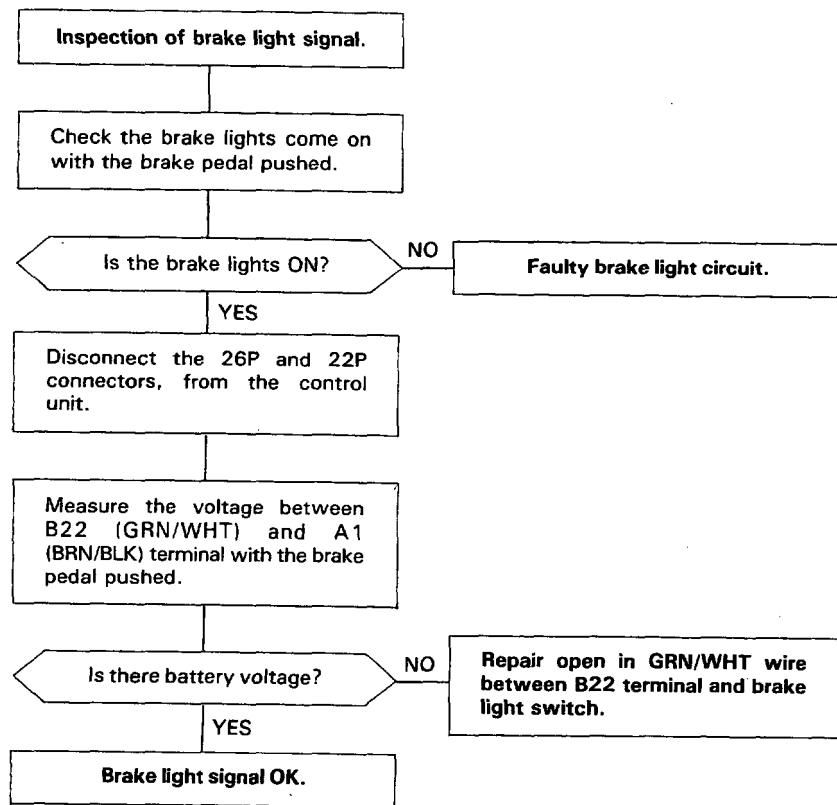 Inspection of brake light signal.
Check the brake lights come on
with the brake pedal pushed.
Is the brake lights ON?
NO
Faulty brake light circuit.
YES
Disconnect the 26P and 22P
connectors, from the control
unit.
Measure the voltage between
B22 (GRN/WHT) and A1
(BRN/BLK) terminal with the brake
pedal pushed.
Is there battery voltage?
NO
Repair open in GRN/WHT wire
between B22 terminal and brake
light switch.
YES
Brake light signal OK.